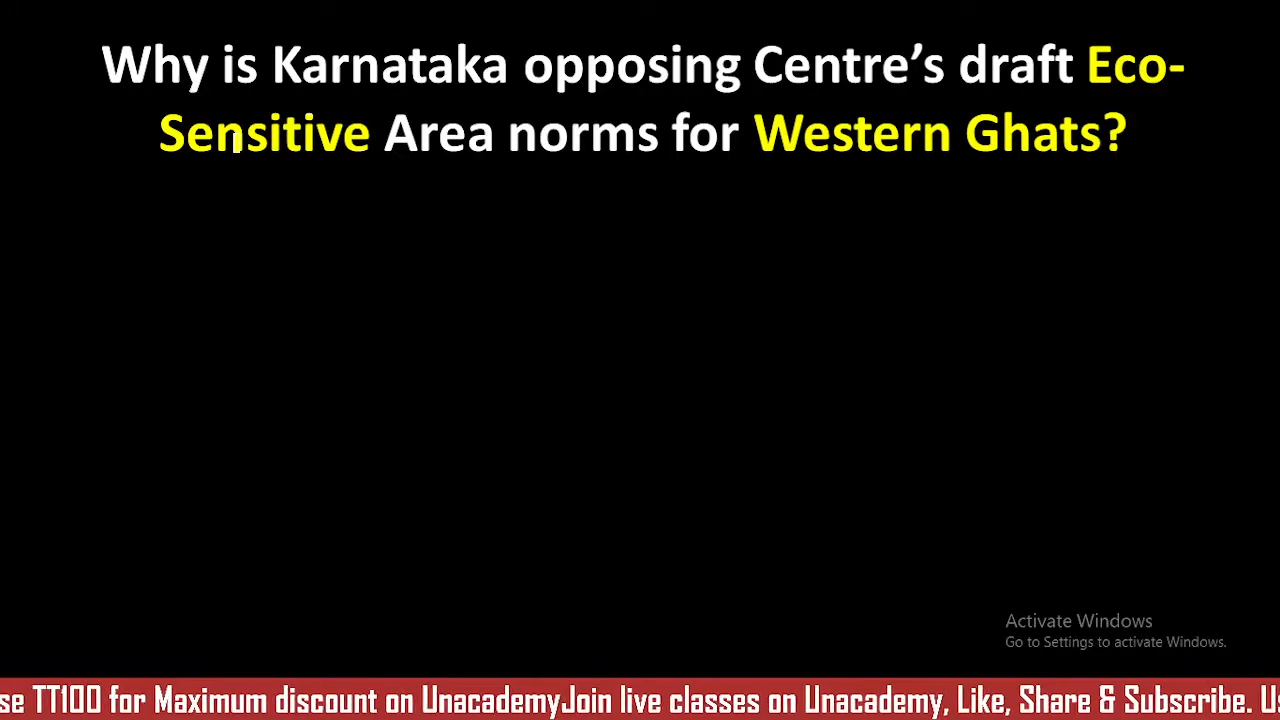 Why is Karnataka opposing Centre’s draft Eco-
Sensitive Area norms for Western Ghats?
Activate Windows
Go to Settings to activate Windows.
se TT100 for Maximum discount on UnacademyJoin live classes on Unacademy, Like, Share & Subscribe. Us